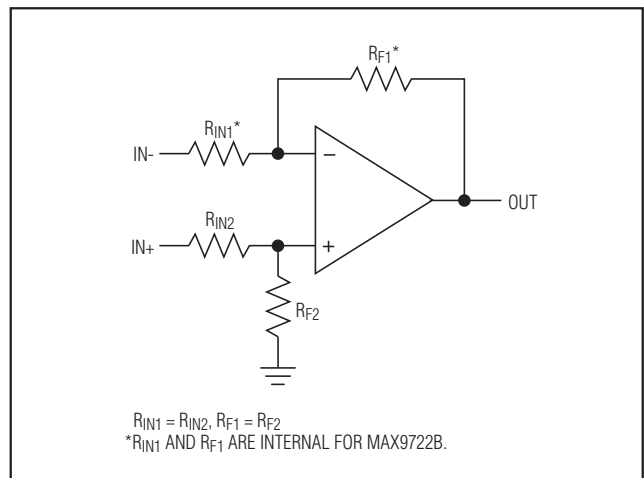 RF1*
RIN1*
IN-
−
OUT
RIN2
IN+
+
RF2
RIN1 = RIN2, RF1 = RF2
*RIN1 AND RF1 ARE INTERNAL FOR MAX9722B.